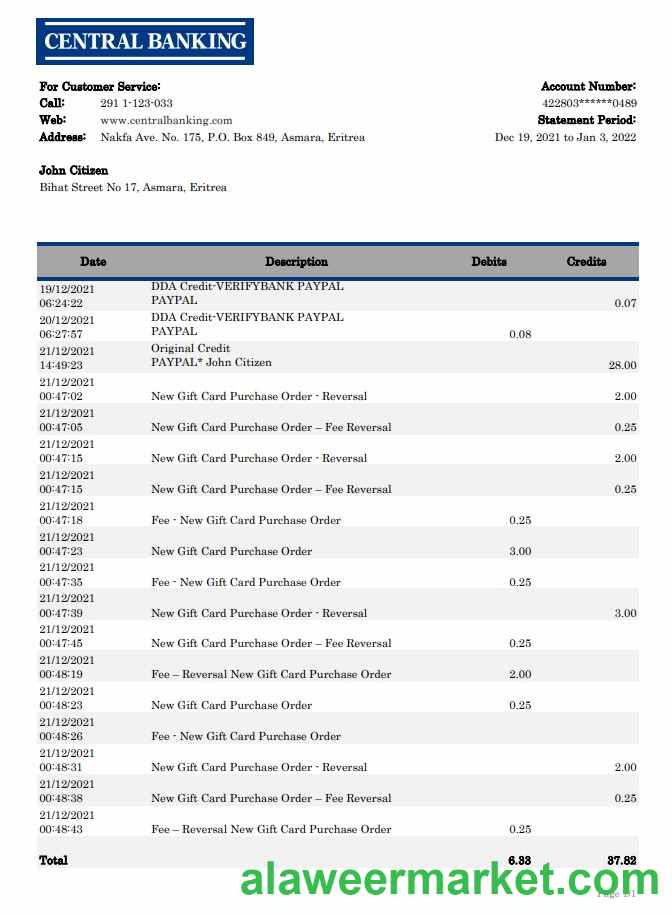 CENTRAL BANKING
For Customer Service:
Call: 291 1-123-033
Web: www.centralbanking.com
Address: Nakfa Ave. No. 175, P.O. Box 849, Asmara, Eritrea
Account Number:
422803******0489
Statement Period:
Dec 19, 2021 to Jan 3, 2022
John Citizen
Bihat Street No 17, Asmara, Eritrea
Date Description Debits Credits
19/12/2021 DDA Credit-VERIFYBANK PAYPAL
06:24:22 PAYPAL 0.07
20/12/2021 DDA Credit-VERIFYBANK PAYPAL
06:27:57 PAYPAL 0.08
21/12/2021 Original Credit
14:49:23 PAYPAL* John Citizen 28.00
21/12/2021
00:47:02 New Gift Card Purchase Order - Reversal 2.00
21/12/2021
00:47:05 New Gift Card Purchase Order – Fee Reversal 0.25
21/12/2021
00:47:15 New Gift Card Purchase Order - Reversal 2.00
21/12/2021
00:47:15 New Gift Card Purchase Order – Fee Reversal 0.25
21/12/2021
00:47:18 Fee - New Gift Card Purchase Order 0.25
21/12/2021
00:47:23 New Gift Card Purchase Order 3.00
21/12/2021
00:47:35 Fee - New Gift Card Purchase Order 0.25
21/12/2021
00:47:39 New Gift Card Purchase Order - Reversal 3.00
21/12/2021
00:47:45 New Gift Card Purchase Order – Fee Reversal 0.25
21/12/2021
00:48:19 Fee – Reversal New Gift Card Purchase Order 2.00
21/12/2021
00:48:23 New Gift Card Purchase Order 0.25
21/12/2021
00:48:26 Fee - New Gift Card Purchase Order
21/12/2021
00:48:31 New Gift Card Purchase Order - Reversal 2.00
21/12/2021
00:48:38 New Gift Card Purchase Order – Fee Reversal 0.25
21/12/2021
00:48:43 Fee – Reversal New Gift Card Purchase Order 0.25
Total 6.33 37.82
alaweermarket.com